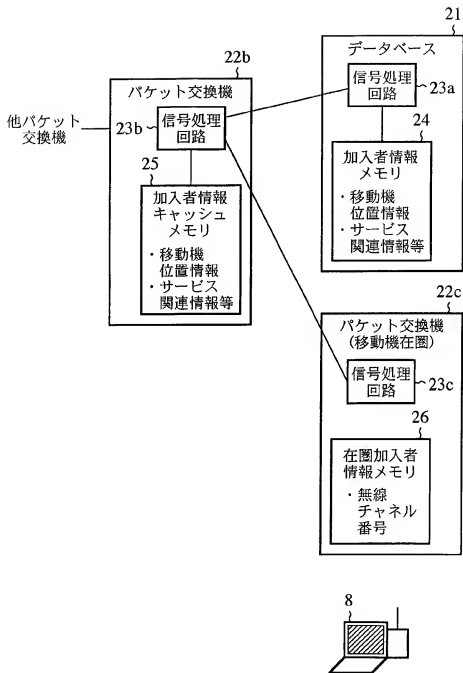 21
データベース
信号処理
回路
23a
24
加入者情報
メモリ
・移動機
位置情報
・サービス
関連情報等
22b
パケット交換機
他パケット
交換機
23b
信号処理
回路
25
加入者情報
キャッシュ
メモリ
・移動機
位置情報
・サービス
関連情報等
22c
パケット交換機
(移動機在圏)
信号処理
回路
23c
26
在圏加入者
情報メモリ
・無線
チャネル
番号
8